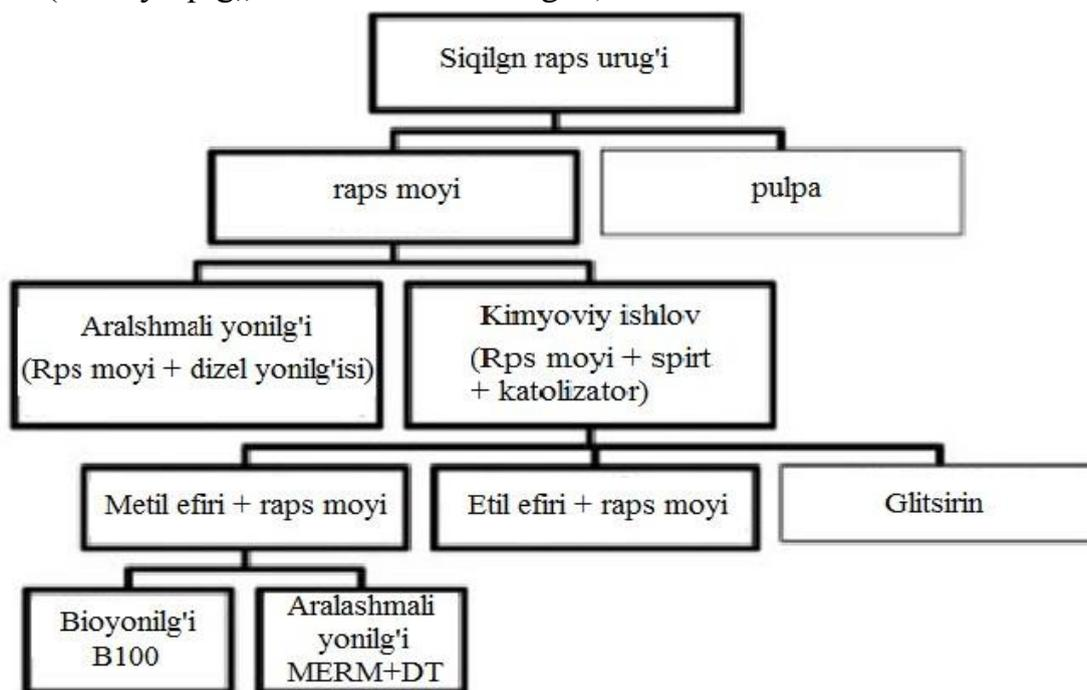 Siqilgn raps urug'i
raps moyi
pulpa
Aralshmali yonilg'i
(Rps moyi + dizel yonilg'isi)
Kimyoviy ishlov
(Rps moyi + spirt
+ katolizator)
Metil efiri + raps moyi
Etil efiri + raps moyi
Glitsirin
Bioyonilg'i
B100
Aralashmali
yonilg'i
MERM+DT